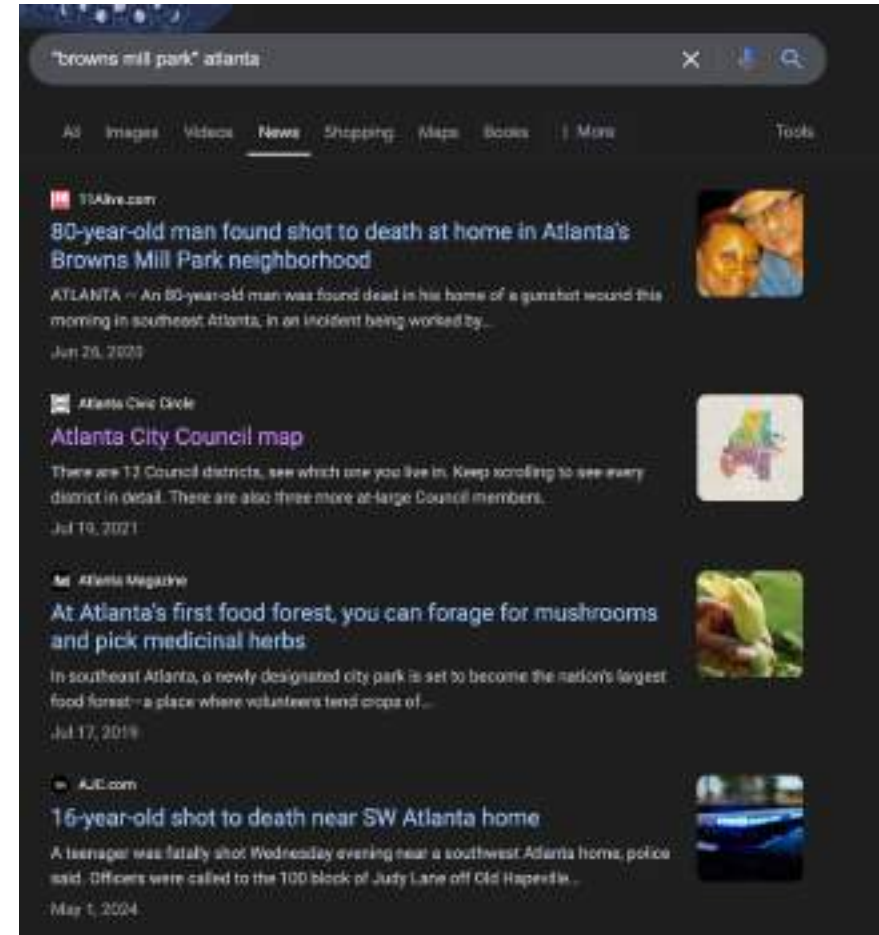 "browns mill park" atlanta
All Images Videos News Shopping Maps Books More Tools
11Alive.com
80-year-old man found shot to death at home in Atlanta's
Browns Mill Park neighborhood
ATLANTA — An 80-year-old man was found dead in his home of a gunshot wound this
morning in southeast Atlanta, in an incident being worked by...
Jun 26, 2020
Atlanta Civic Circle
Atlanta City Council map
There are 12 Council districts, see which one you live in. Keep scrolling to see every
district in detail. There are also three more at-large Council members.
Jul 19, 2021
Atlanta Magazine
At Atlanta's first food forest, you can forage for mushrooms
and pick medicinal herbs
In southeast Atlanta, a newly designated city park is set to become the nation's largest
food forest—a place where volunteers tend crops of...
Jul 17, 2019
AJC.com
16-year-old shot to death near SW Atlanta home
A teenager was fatally shot Wednesday evening near a southwest Atlanta home, police
said. Officers were called to the 100 block of Judy Lane off Old Hapeville...
May 1, 2024